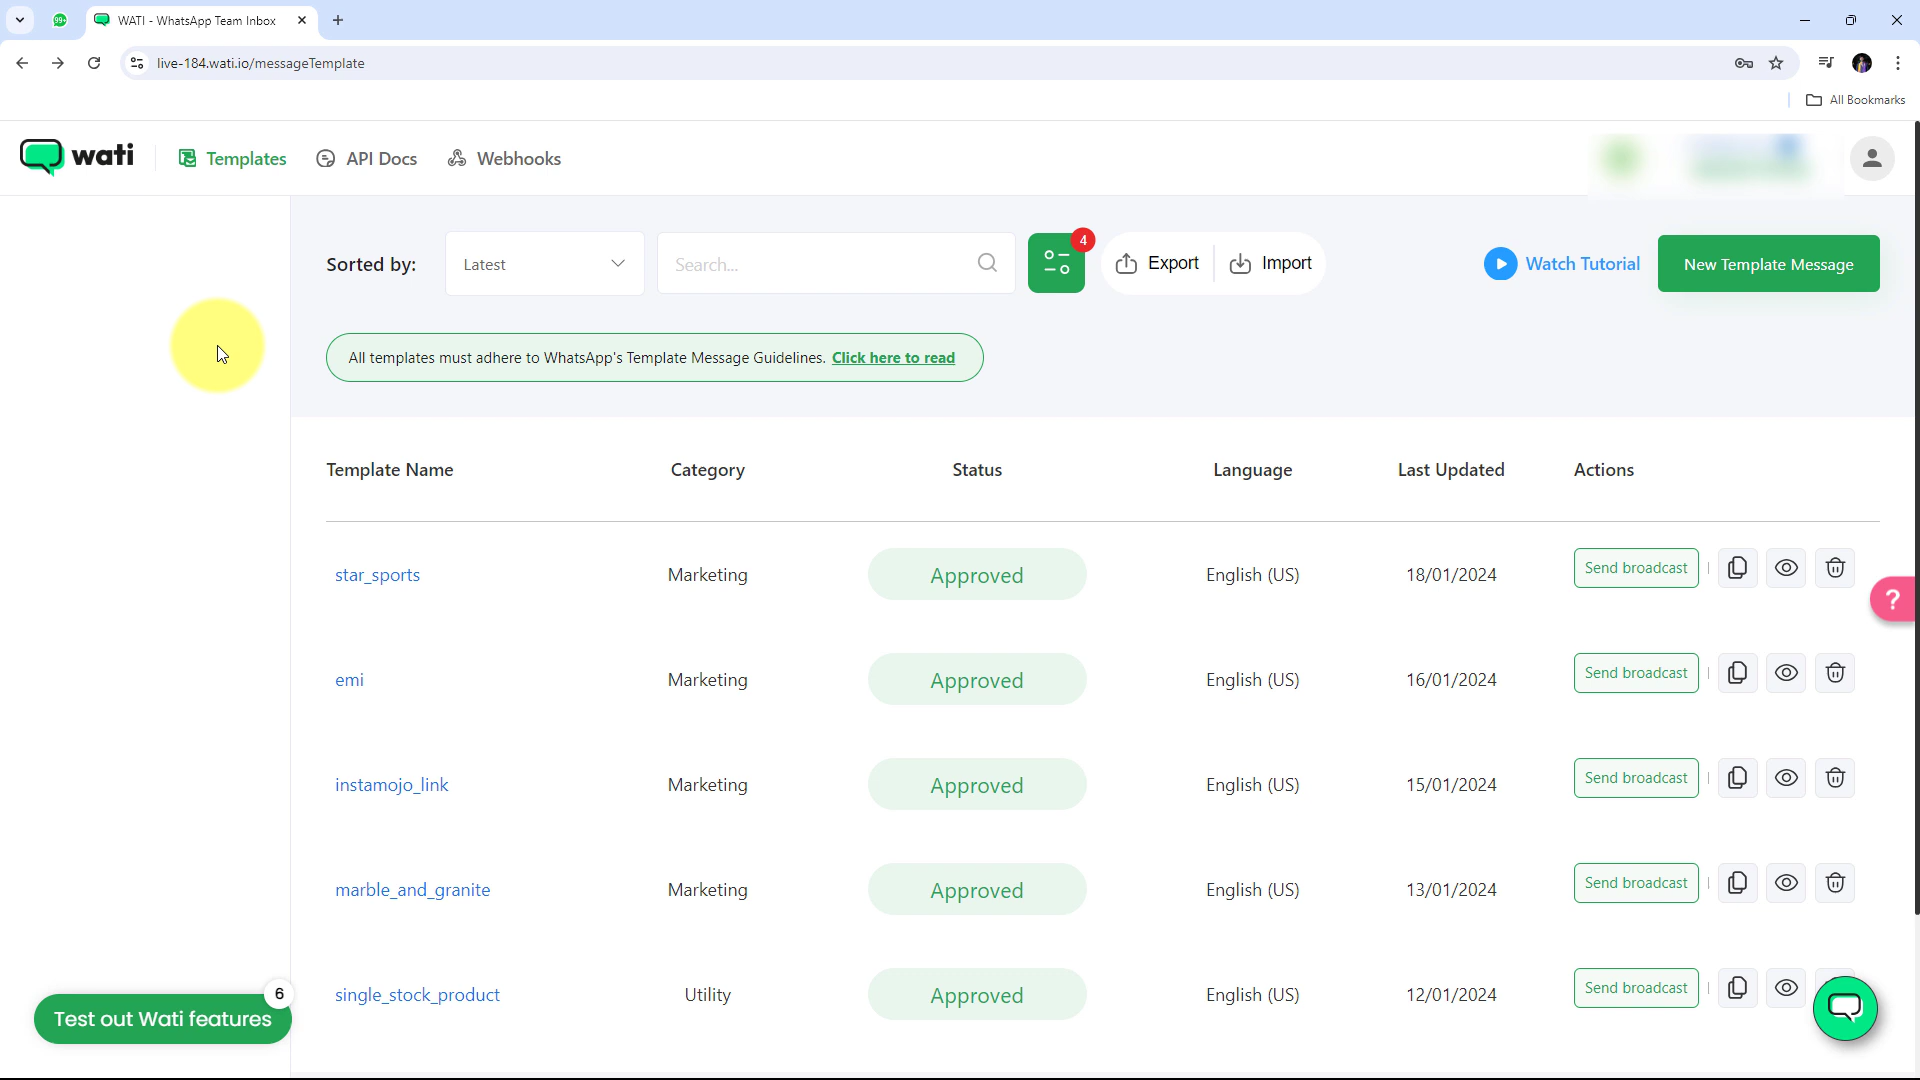 99+
WATI - WhatsApp Team Inbox
live-184.wati.io/messageTemplate
All Bookmarks
wati
Templates
API Docs
Webhooks
Sorted by:
Latest
Search...
4
Export
Import
Watch Tutorial
New Template Message
All templates must adhere to WhatsApp's Template Message Guidelines. Click here to read
Template Name Category Status Language Last Updated Actions
star_sports Marketing Approved English (US) 18/01/2024 Send broadcast
?
emi Marketing Approved English (US) 16/01/2024 Send broadcast
instamojo_link Marketing Approved English (US) 15/01/2024 Send broadcast
marble_and_granite Marketing Approved English (US) 13/01/2024 Send broadcast
single_stock_product Utility Approved English (US) 12/01/2024 Send broadcast
6
Test out Wati features